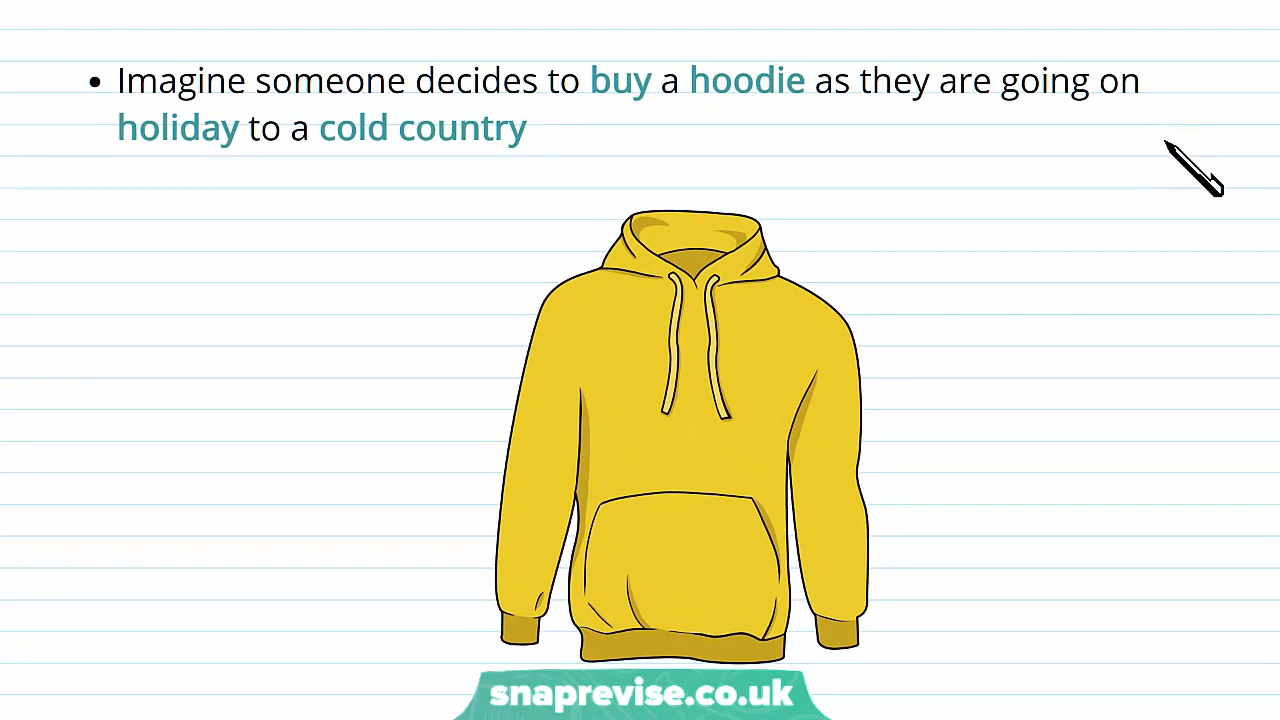 • Imagine someone decides to buy a hoodie as they are going on
holiday to a cold country
snaprevise.co.uk